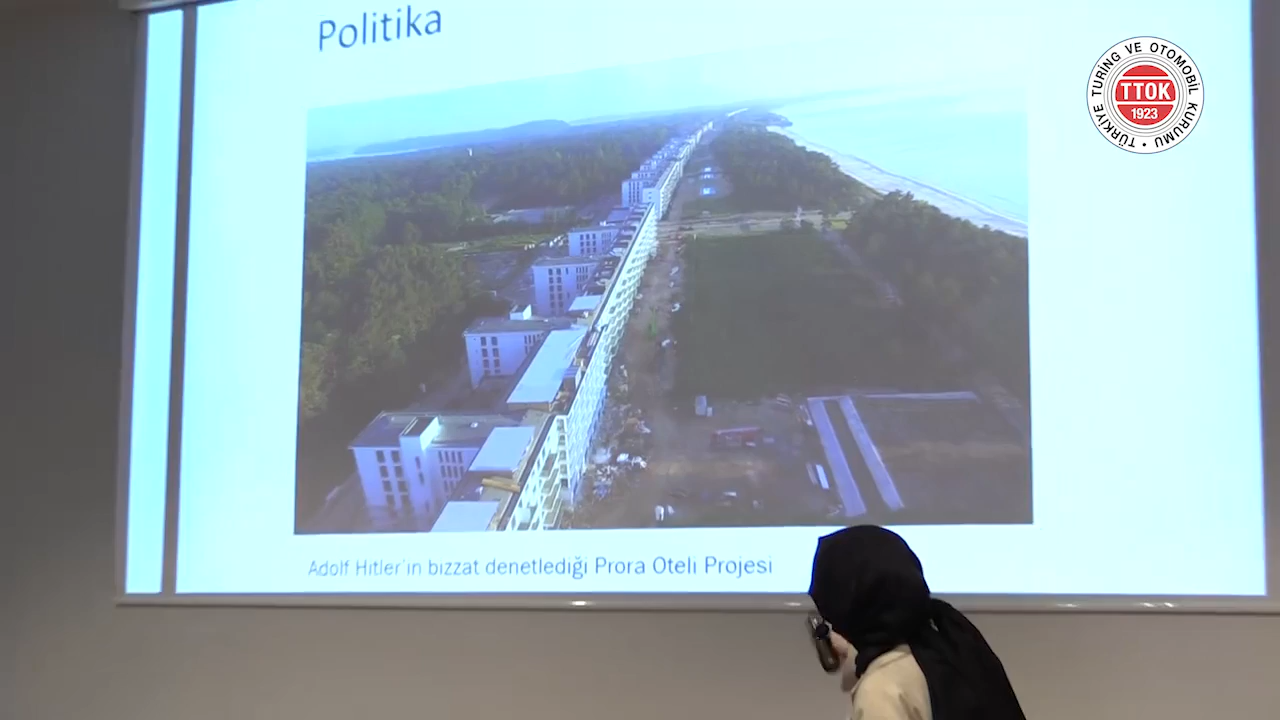 Politika
TÜRKİYE TURİNG VE OTOMOBİL KURUMU
TTOK
1923
Adolf Hitler'in bizzat denetlediği Prora Oteli Projesi